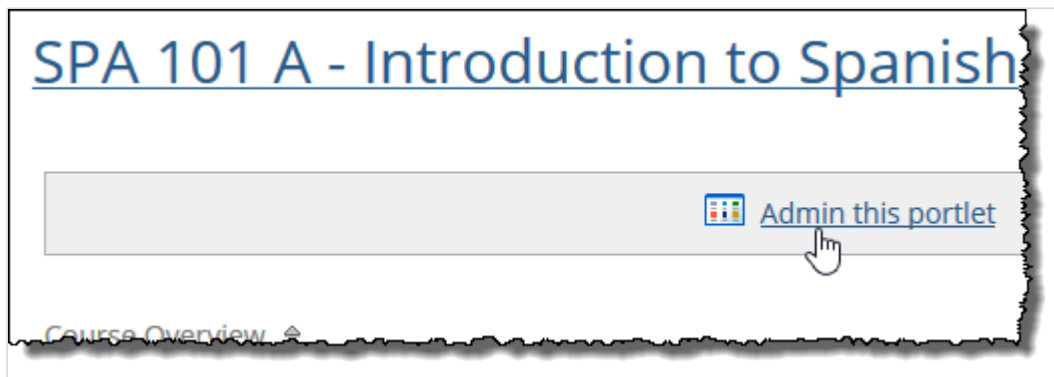 SPA 101 A - Introduction to Spanish
Admin this portlet
Course Overview